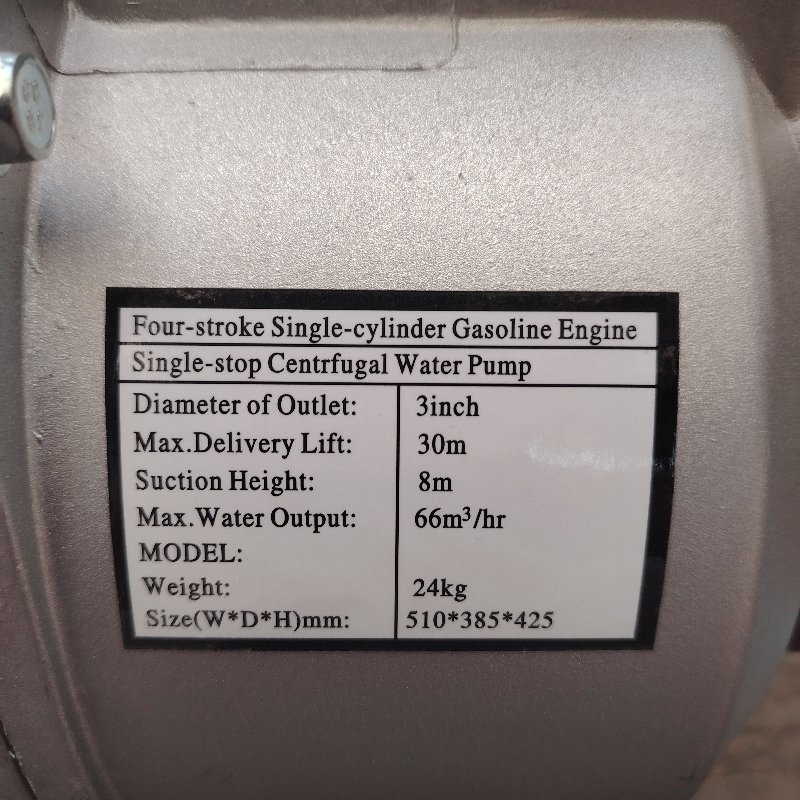 Four-stroke Single-cylinder Gasoline Engine
Single-stop Centrfugal Water Pump
Diameter of Outlet: 3inch
Max.Delivery Lift: 30m
Suction Height: 8m
Max.Water Output: 66m³/hr
MODEL:
Weight: 24kg
Size(W*D*H)mm: 510*385*425